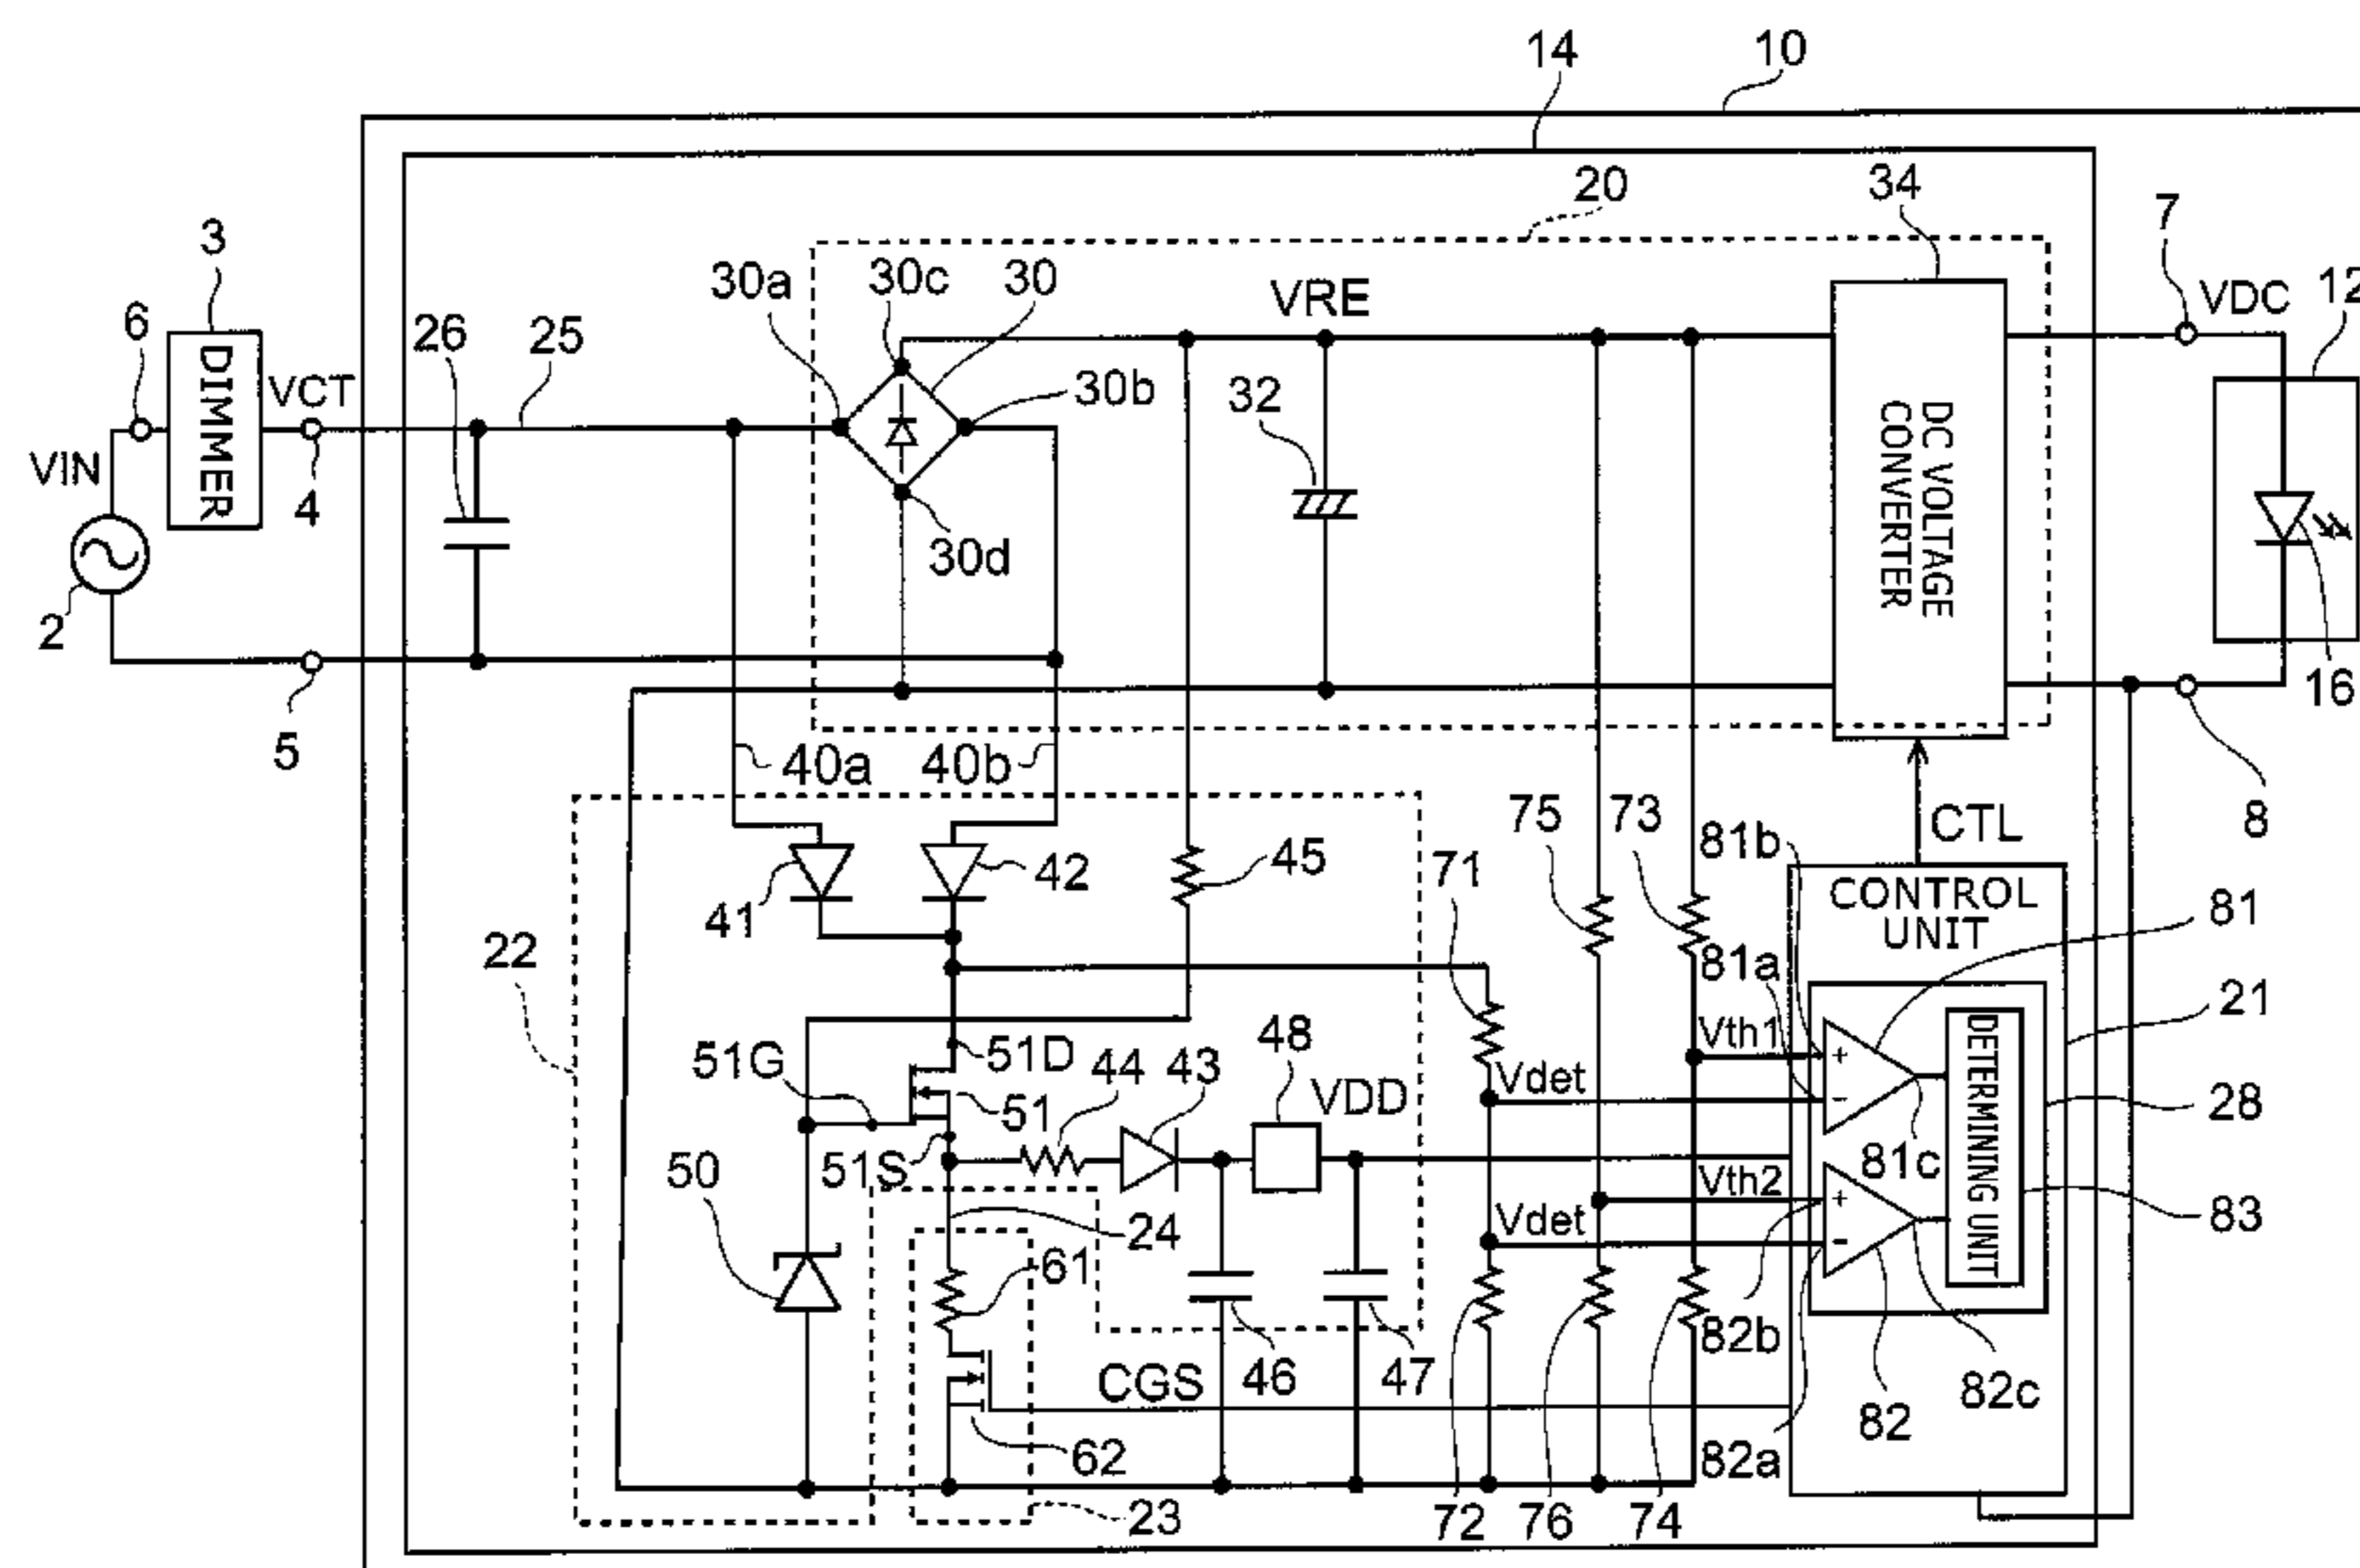 14
10
20
34
7
3
30a
30c
30
VRE
VDC
12
6
26
25
DIMMER
VCT
30b
32
DC VOLTAGE
CONVERTER
VIN
4
30d
2
16
5
40a
40b
8
75
73
81b
CTL
45
71
42
CONTROL
UNIT
81
41
22
81a
21
51G
51D
44
43
48
VDD
Vth1
Vdet
51
DETERMINING UNIT
28
50
51S
81c
Vth2
83
24
Vdet
61
82b
46
47
CGS
82c
82
62
82a
23
72
76
74